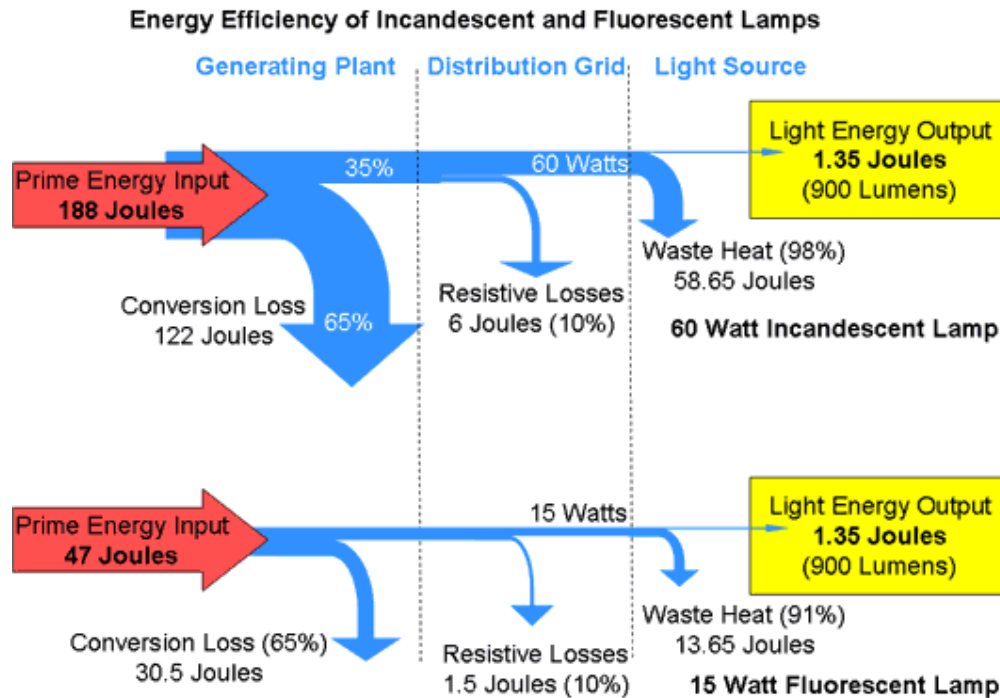 Energy Efficiency of Incandescent and Fluorescent Lamps
Generating Plant
Distribution Grid
Light Source
Prime Energy Input
188 Joules
35%
60 Watts
Light Energy Output
1.35 Joules
(900 Lumens)
Conversion Loss
122 Joules
65%
Resistive Losses
6 Joules (10%)
Waste Heat (98%)
58.65 Joules
60 Watt Incandescent Lamp
Prime Energy Input
47 Joules
15 Watts
Light Energy Output
1.35 Joules
(900 Lumens)
Conversion Loss (65%)
30.5 Joules
Resistive Losses
1.5 Joules (10%)
Waste Heat (91%)
13.65 Joules
15 Watt Fluorescent Lamp